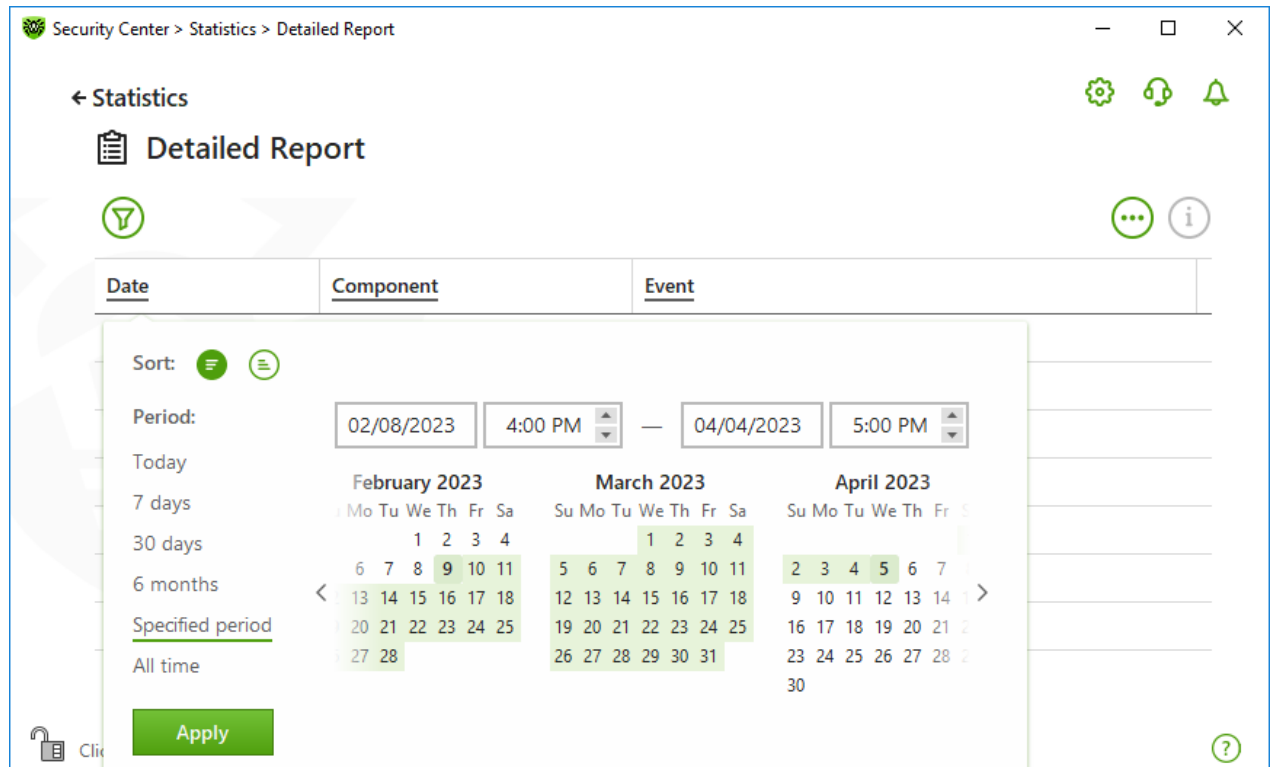 Security Center > Statistics > Detailed Report
Statistics
Detailed Report
Date Component Event
Sort:
Period:
Today
7 days
30 days
6 months
Specified period
All time
Apply
02/08/2023 4:00 PM — 04/04/2023 5:00 PM
February 2023
Mo Tu We Th Fr Sa
1 2 3 4
6 7 8 9 10 11
13 14 15 16 17 18
20 21 22 23 24 25
27 28
March 2023
Su Mo Tu We Th Fr Sa
1 2 3 4
5 6 7 8 9 10 11
12 13 14 15 16 17 18
19 20 21 22 23 24 25
26 27 28 29 30 31
April 2023
Su Mo Tu We Th Fr
2 3 4 5 6 7
9 10 11 12 13 14
16 17 18 19 20 21
23 24 25 26 27 28
30